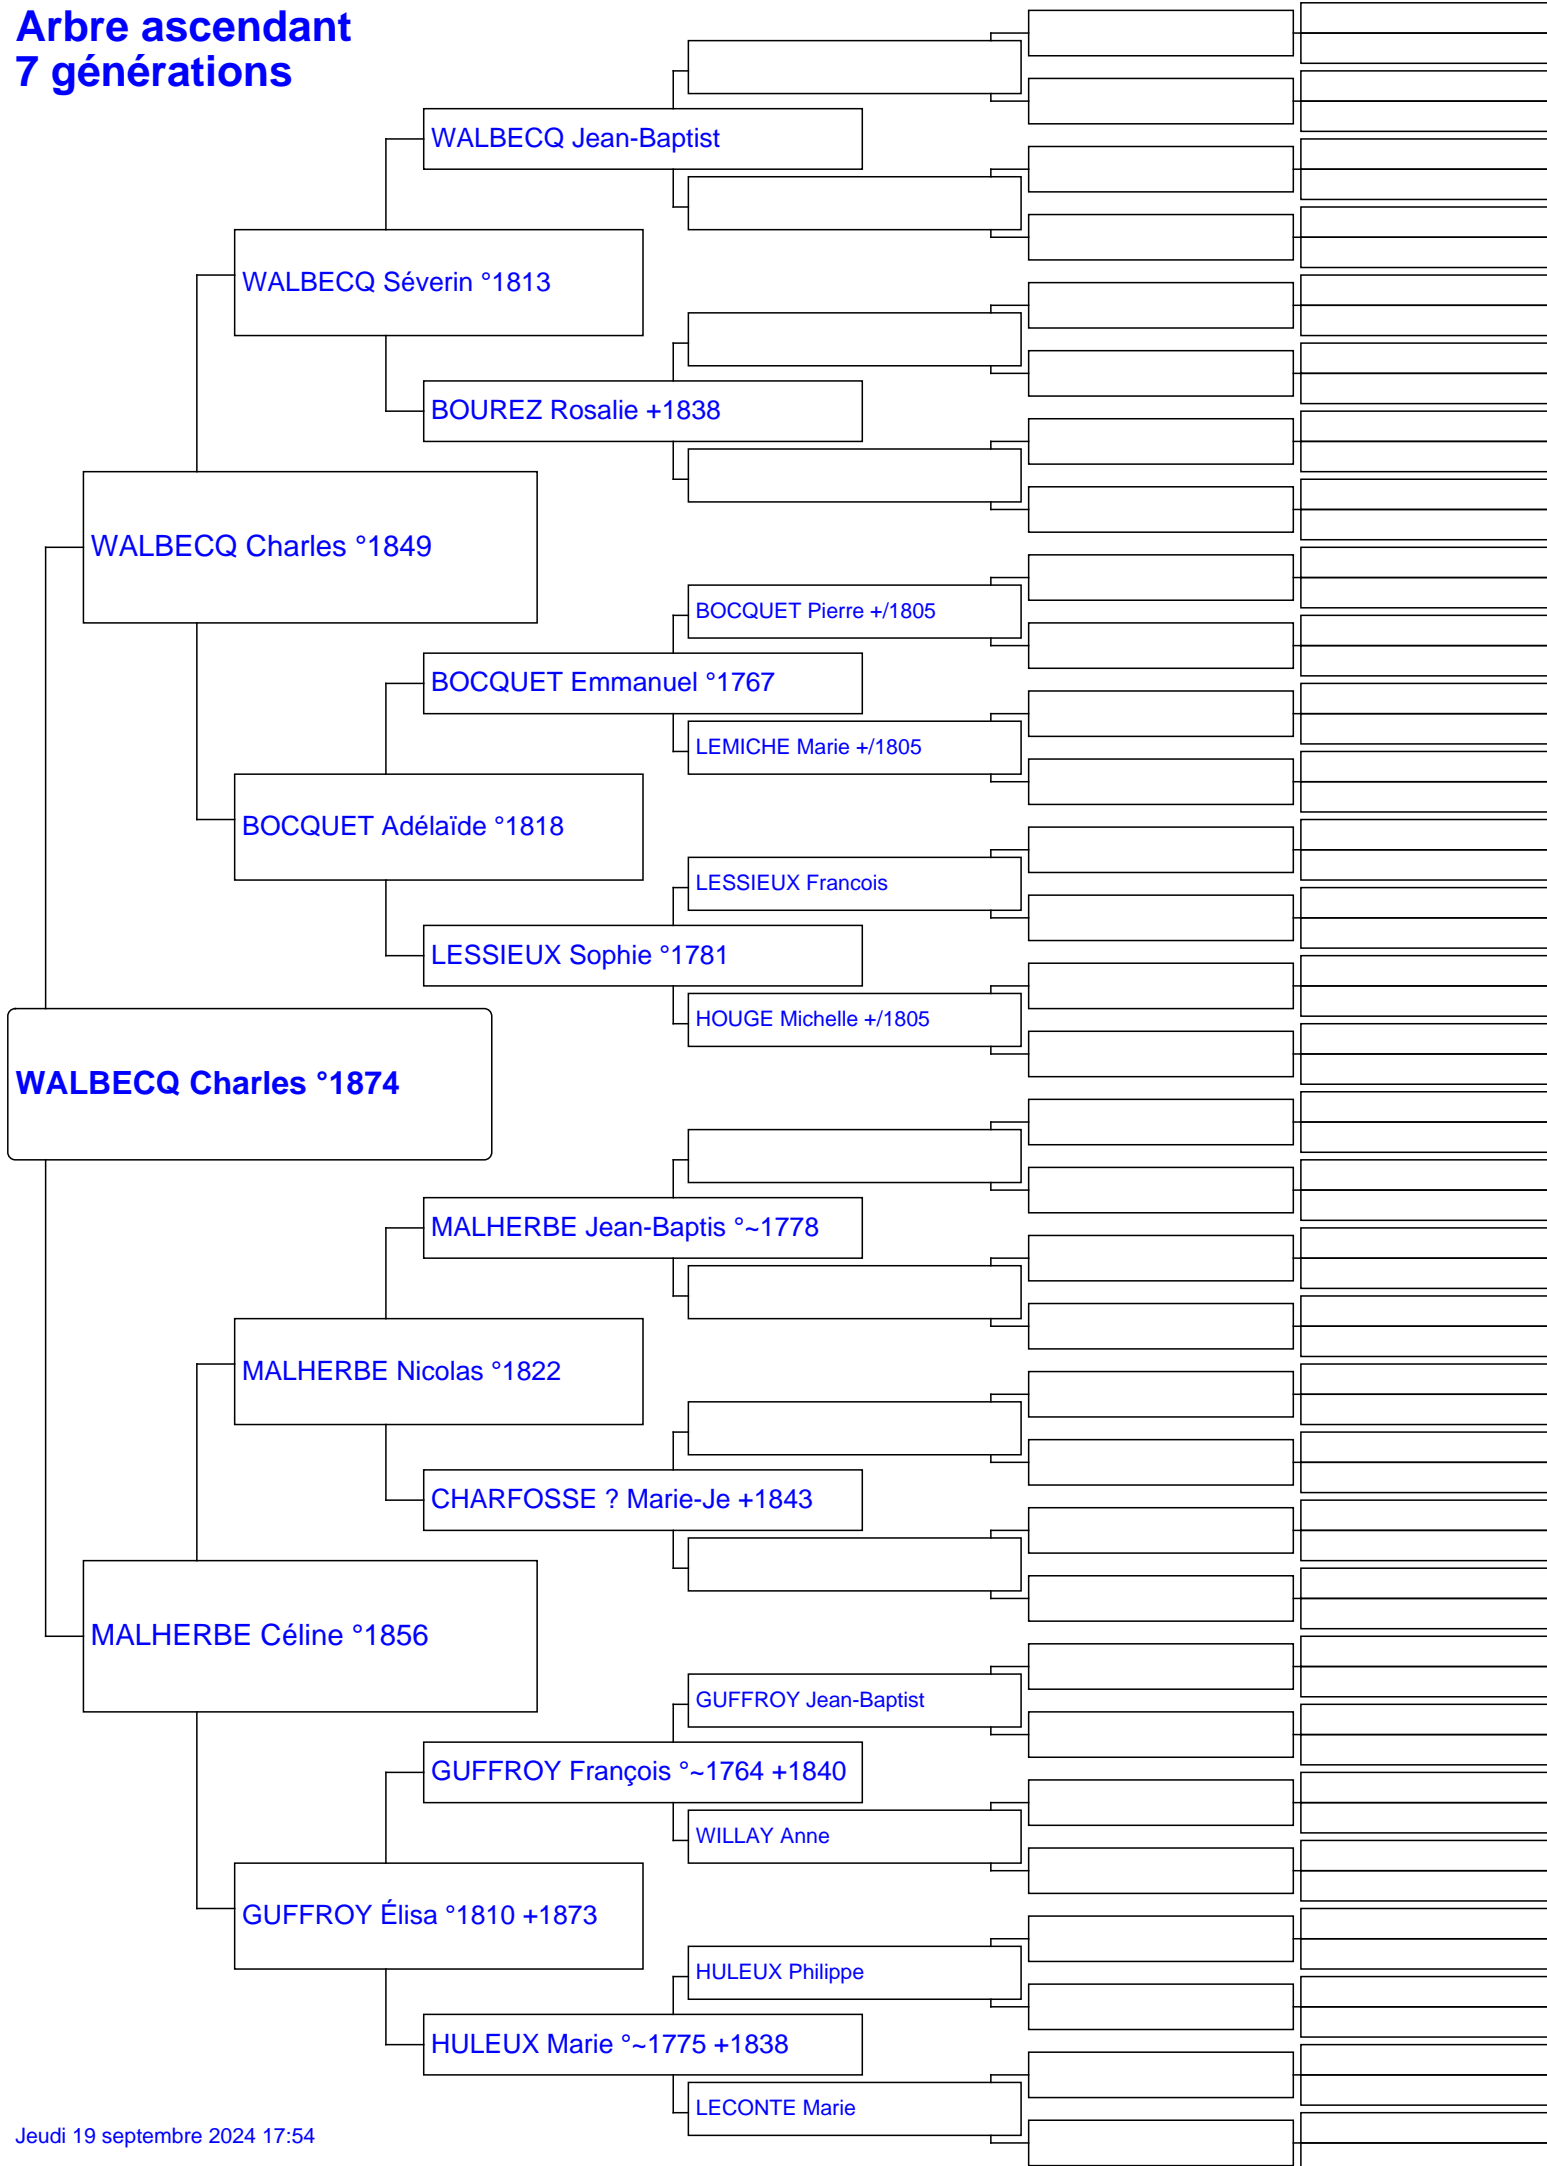 Arbre ascendant
7 générations
WALBECQ Jean-Baptist
WALBECQ Séverin °1813
BOUREZ Rosalie +1838
WALBECQ Charles °1849
BOCQUET Pierre +/1805
BOCQUET Emmanuel °1767
LEMICHE Marie +/1805
BOCQUET Adélaïde °1818
LESSIEUX Francois
LESSIEUX Sophie °1781
HOUGE Michelle +/1805
WALBECQ Charles °1874
MALHERBE Jean-Baptis °~1778
MALHERBE Nicolas °1822
CHARFOSSE ? Marie-Je +1843
MALHERBE Céline °1856
GUFFROY Jean-Baptist
GUFFROY François °~1764 +1840
WILLAY Anne
GUFFROY Élisa °1810 +1873
HULEUX Philippe
HULEUX Marie °~1775 +1838
LECONTE Marie
Jeudi 19 septembre 2024 17:54